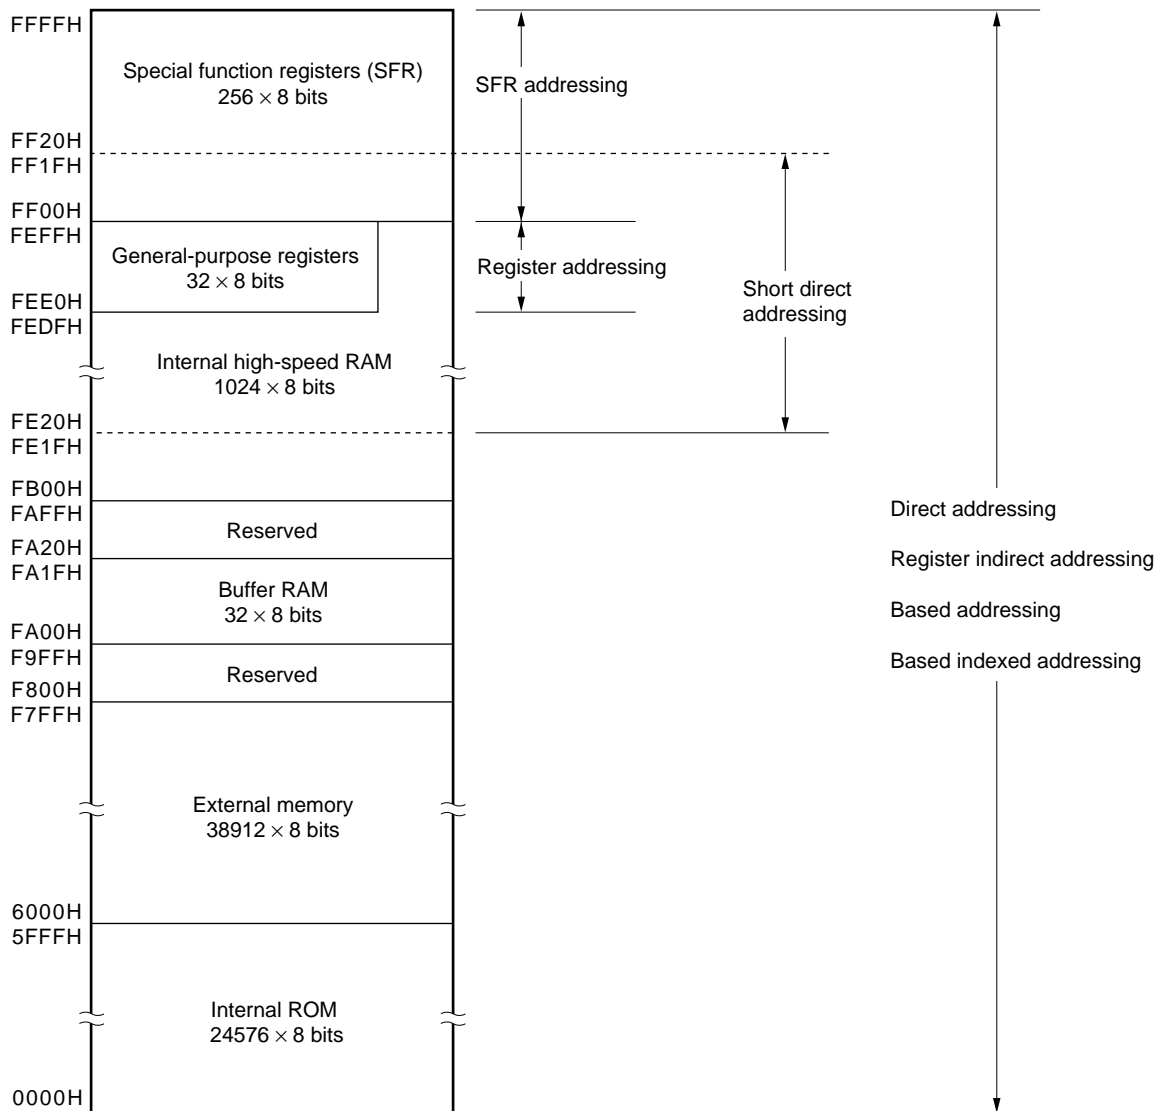 FFFFH
Special function registers (SFR)
256 × 8 bits
SFR addressing
FF20H
FF1FH
FF00H
FEFFH
General-purpose registers
32 × 8 bits
Register addressing
Short direct
addressing
FEE0H
FEDFH
Internal high-speed RAM
1024 × 8 bits
FE20H
FE1FH
FB00H
FAFFH
Reserved
FA20H
FA1FH
Buffer RAM
32 × 8 bits
FA00H
F9FFH
Reserved
F800H
F7FFH
Direct addressing
Register indirect addressing
Based addressing
Based indexed addressing
External memory
38912 × 8 bits
6000H
5FFFH
Internal ROM
24576 × 8 bits
0000H